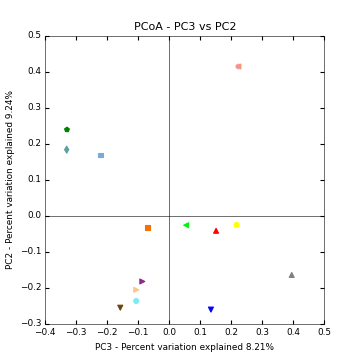 PCoA - PC3 vs PC2
0.5
0.4
0.3
0.2
0.1
0.0
−0.1
−0.2
−0.3
PC2 - Percent variation explained 9.24%
−0.4 −0.3 −0.2 −0.1 0.0 0.1 0.2 0.3 0.4 0.5
PC3 - Percent variation explained 8.21%